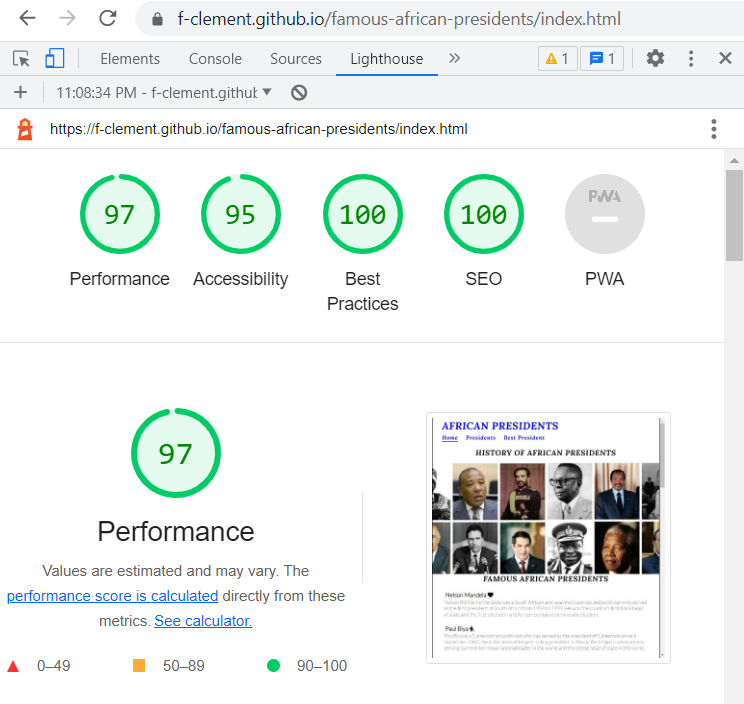 f-clement.github.io/famous-african-presidents/index.html
Elements Console Sources Lighthouse 1 1
11:08:34 PM - f-clement.github
https://f-clement.github.io/famous-african-presidents/index.html
97 95 100 100 PWA
Performance Accessibility Best Practices SEO PWA
97
Performance
Values are estimated and may vary. The
performance score is calculated directly from these
metrics. See calculator.
0–49 50–89 90–100
AFRICAN PRESIDENTS
Home Presidents Best President
HISTORY OF AFRICAN PRESIDENTS
FAMOUS AFRICAN PRESIDENTS
Nelson Mandela
Paul Biya